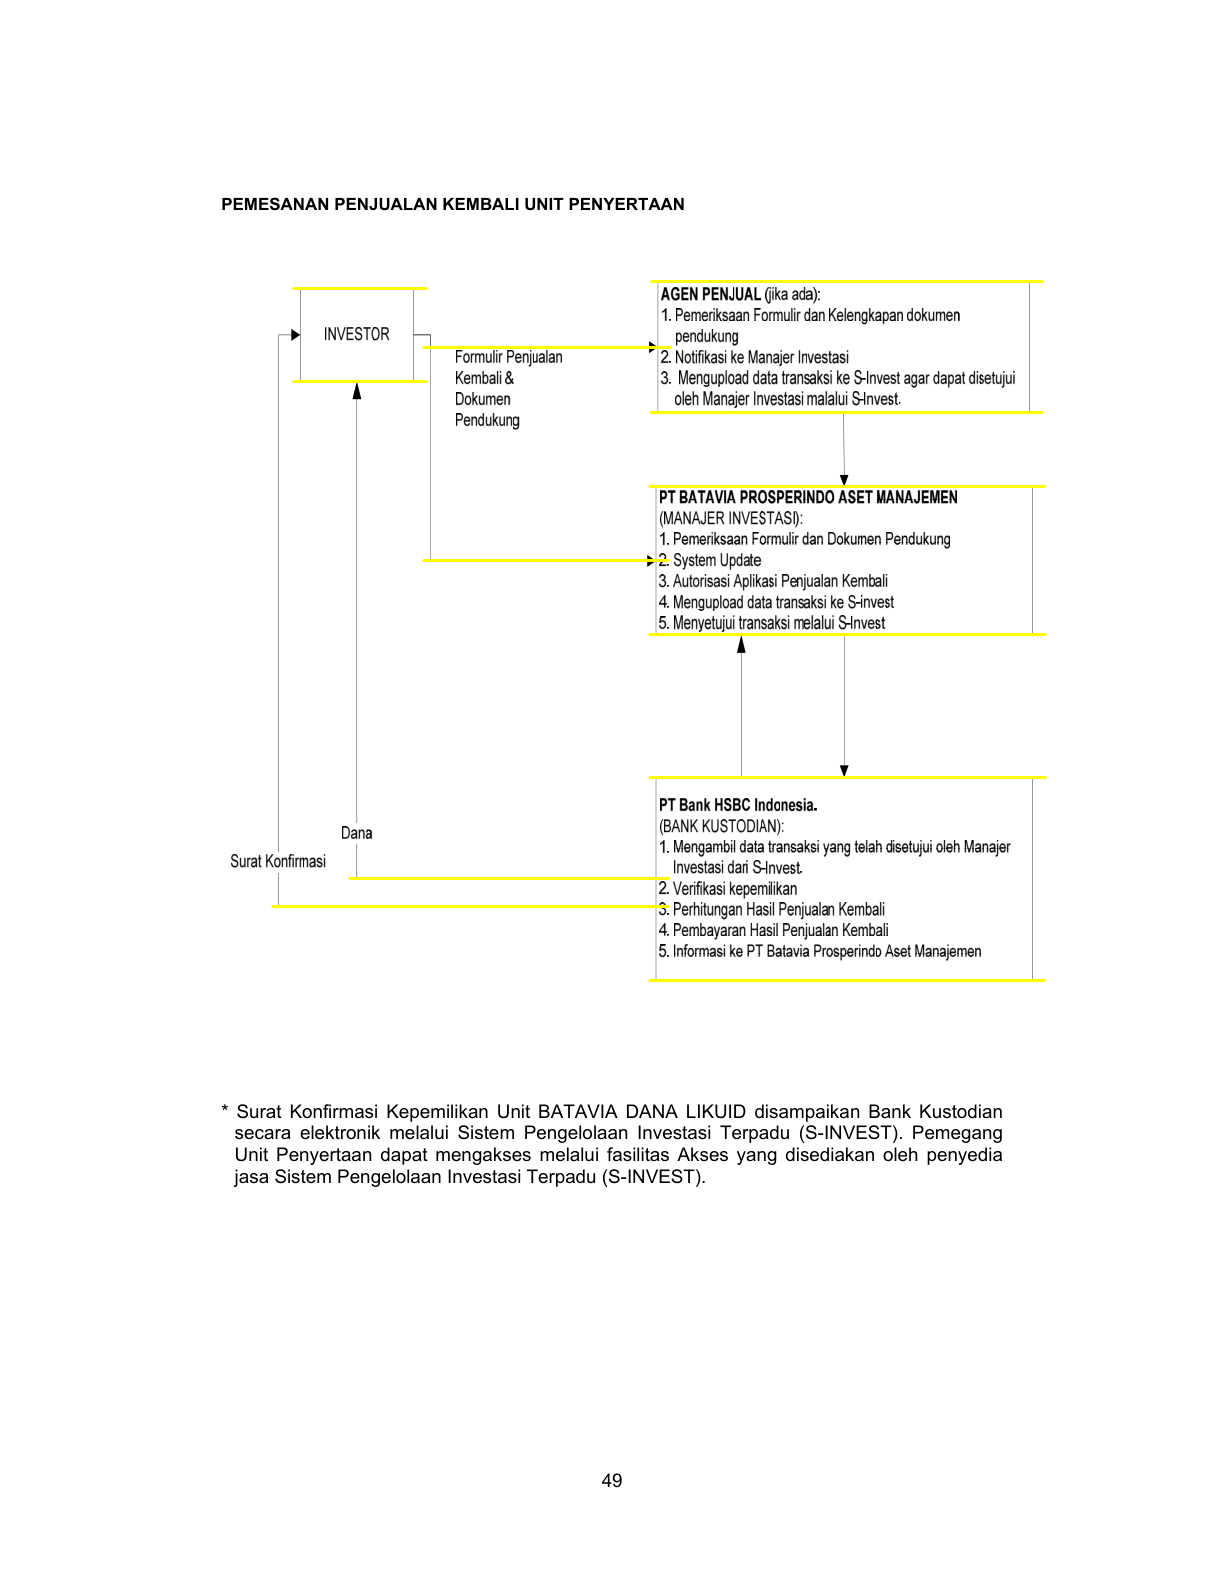 PEMESANAN PENJUALAN KEMBALI UNIT PENYERTAAN
INVESTOR
Formulir Penjualan
Kembali &
Dokumen
Pendukung
AGEN PENJUAL (jika ada):
1. Pemeriksaan Formulir dan Kelengkapan dokumen
pendukung
2. Notifikasi ke Manajer Investasi
3. Mengupload data transaksi ke S-Invest agar dapat disetujui
oleh Manajer Investasi malalui S-Invest.
PT BATAVIA PROSPERINDO ASET MANAJEMEN
(MANAJER INVESTASI):
1. Pemeriksaan Formulir dan Dokumen Pendukung
2. System Update
3. Autorisasi Aplikasi Penjualan Kembali
4. Mengupload data transaksi ke S-invest
5. Menyetujui transaksi melalui S-Invest
Dana
Surat Konfirmasi
PT Bank HSBC Indonesia.
(BANK KUSTODIAN):
1. Mengambil data transaksi yang telah disetujui oleh Manajer
Investasi dari S-Invest.
2. Verifikasi kepemilikan
3. Perhitungan Hasil Penjualan Kembali
4. Pembayaran Hasil Penjualan Kembali
5. Informasi ke PT Batavia Prosperindo Aset Manajemen
* Surat Konfirmasi Kepemilikan Unit BATAVIA DANA LIKUID disampaikan Bank Kustodian
secara elektronik melalui Sistem Pengelolaan Investasi Terpadu (S-INVEST). Pemegang
Unit Penyertaan dapat mengakses melalui fasilitas Akses yang disediakan oleh penyedia
jasa Sistem Pengelolaan Investasi Terpadu (S-INVEST).
49